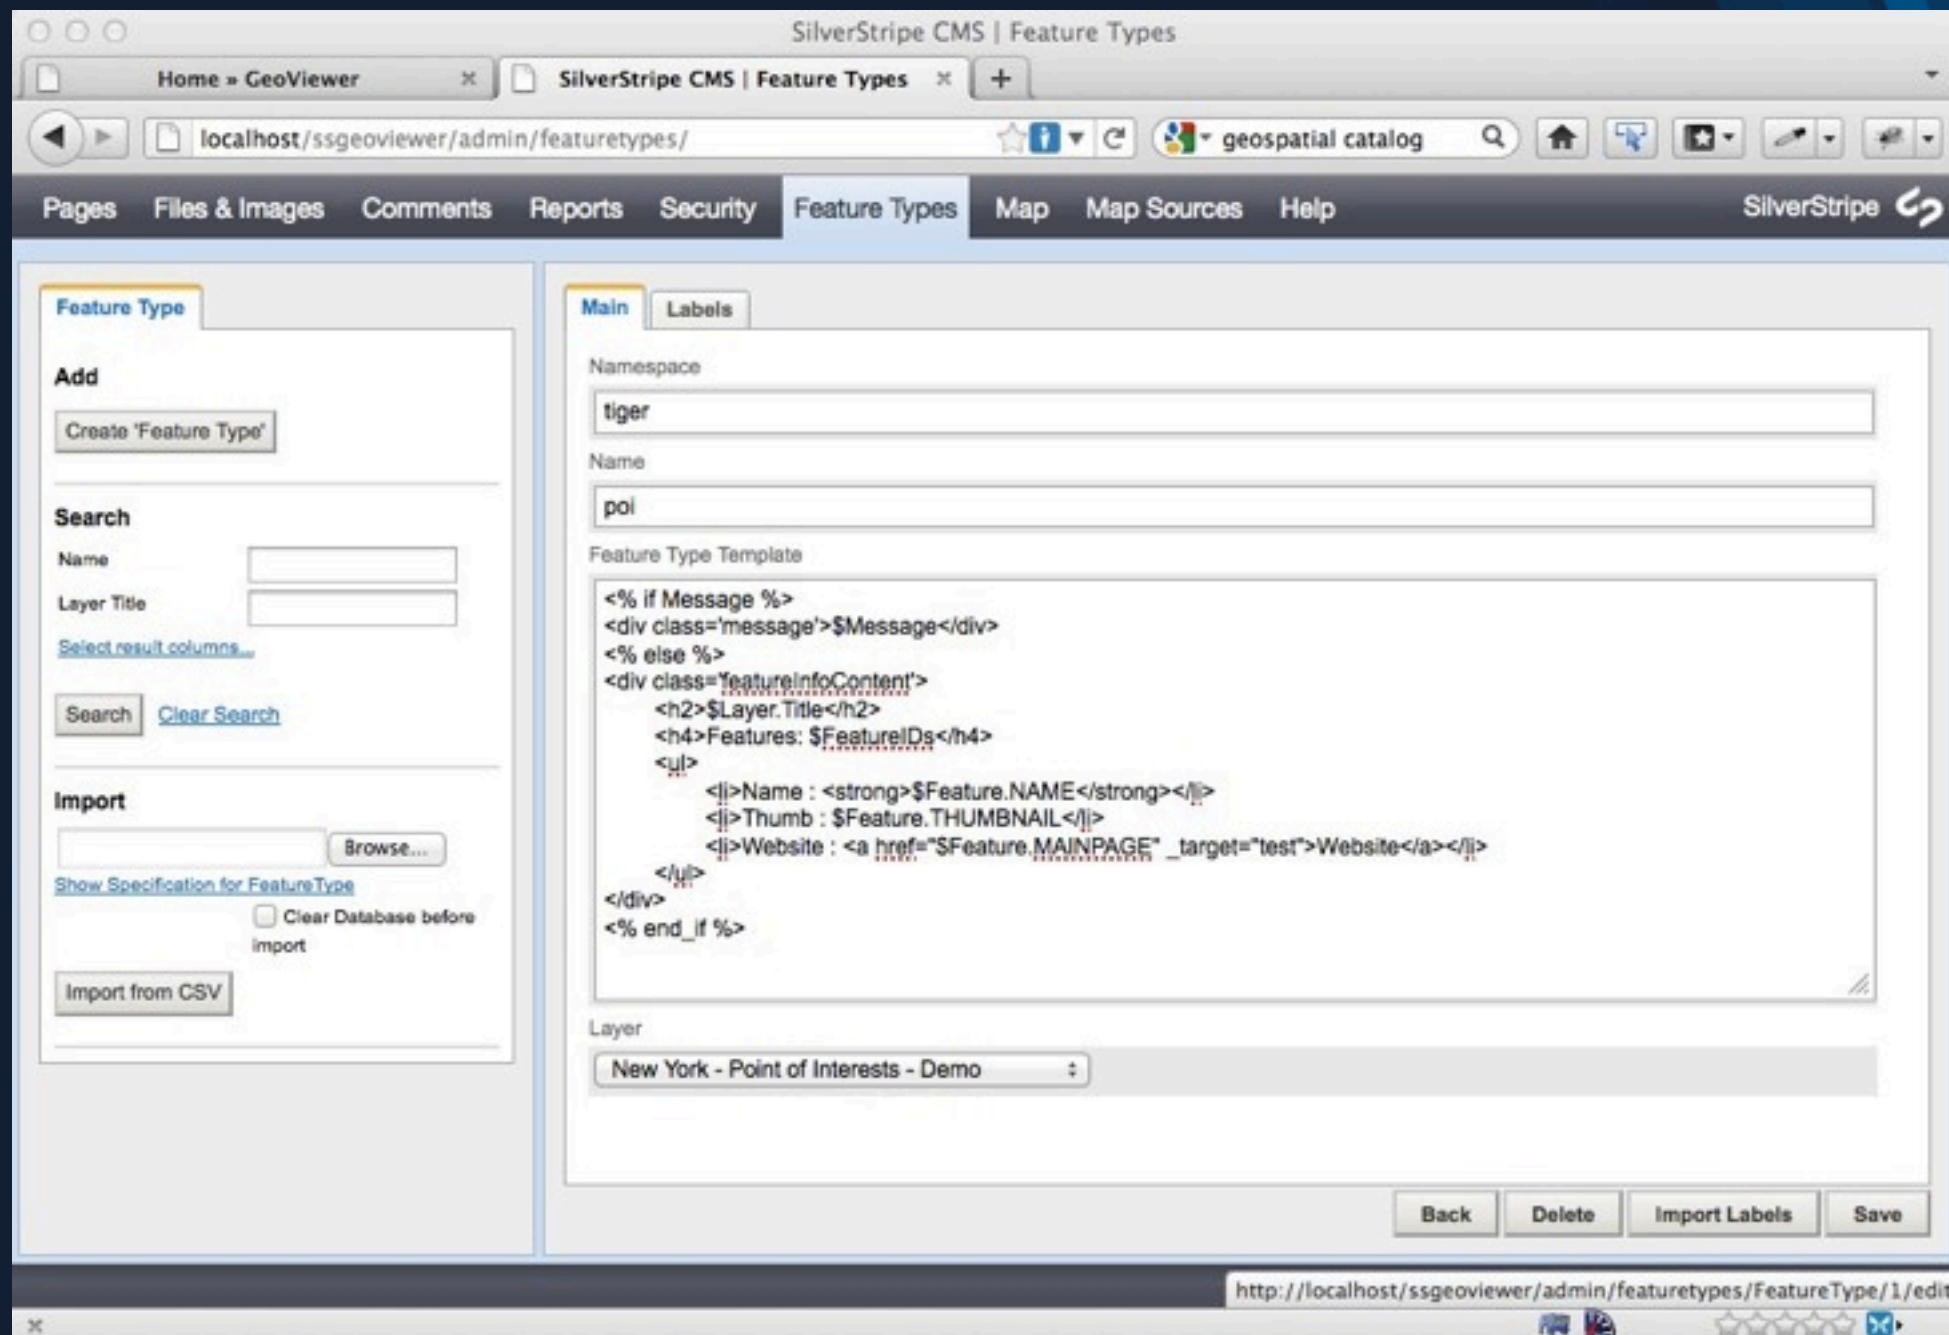 SilverStripe CMS | Feature Types
Home » GeoViewer
SilverStripe CMS | Feature Types
localhost/ssgeoviewer/admin/featuretypes/
geospatial catalog
Pages Files & Images Comments Reports Security Feature Types Map Map Sources Help SilverStripe
Feature Type
Add
Create 'Feature Type'
Search
Name
Layer Title
Select result columns...
Search Clear Search
Import
Browse...
Show Specification for FeatureType
Clear Database before
import
Import from CSV
Main Labels
Namespace
tiger
Name
poi
Feature Type Template
<% if Message %>
<div class='message'>$Message</div>
<% else %>
<div class='featureInfoContent'>
<h2>$Layer.Title</h2>
<h4>Features: $FeatureIDs</h4>
<ul>
<li>Name : <strong>$Feature.NAME</strong></li>
<li>Thumb : $Feature.THUMBNAIL</li>
<li>Website : <a href="$Feature.MAINPAGE" _target="test">Website</a></li>
</ul>
</div>
<% end_if %>
Layer
New York - Point of Interests - Demo
Back Delete Import Labels Save
http://localhost/ssgeoviewer/admin/featuretypes/FeatureType/1/edit